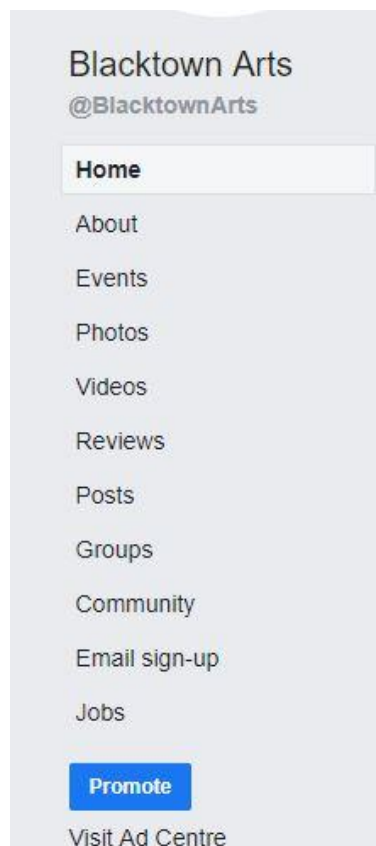 Blacktown Arts
@BlacktownArts
Home
About
Events
Photos
Videos
Reviews
Posts
Groups
Community
Email sign-up
Jobs
Promote
Visit Ad Centre